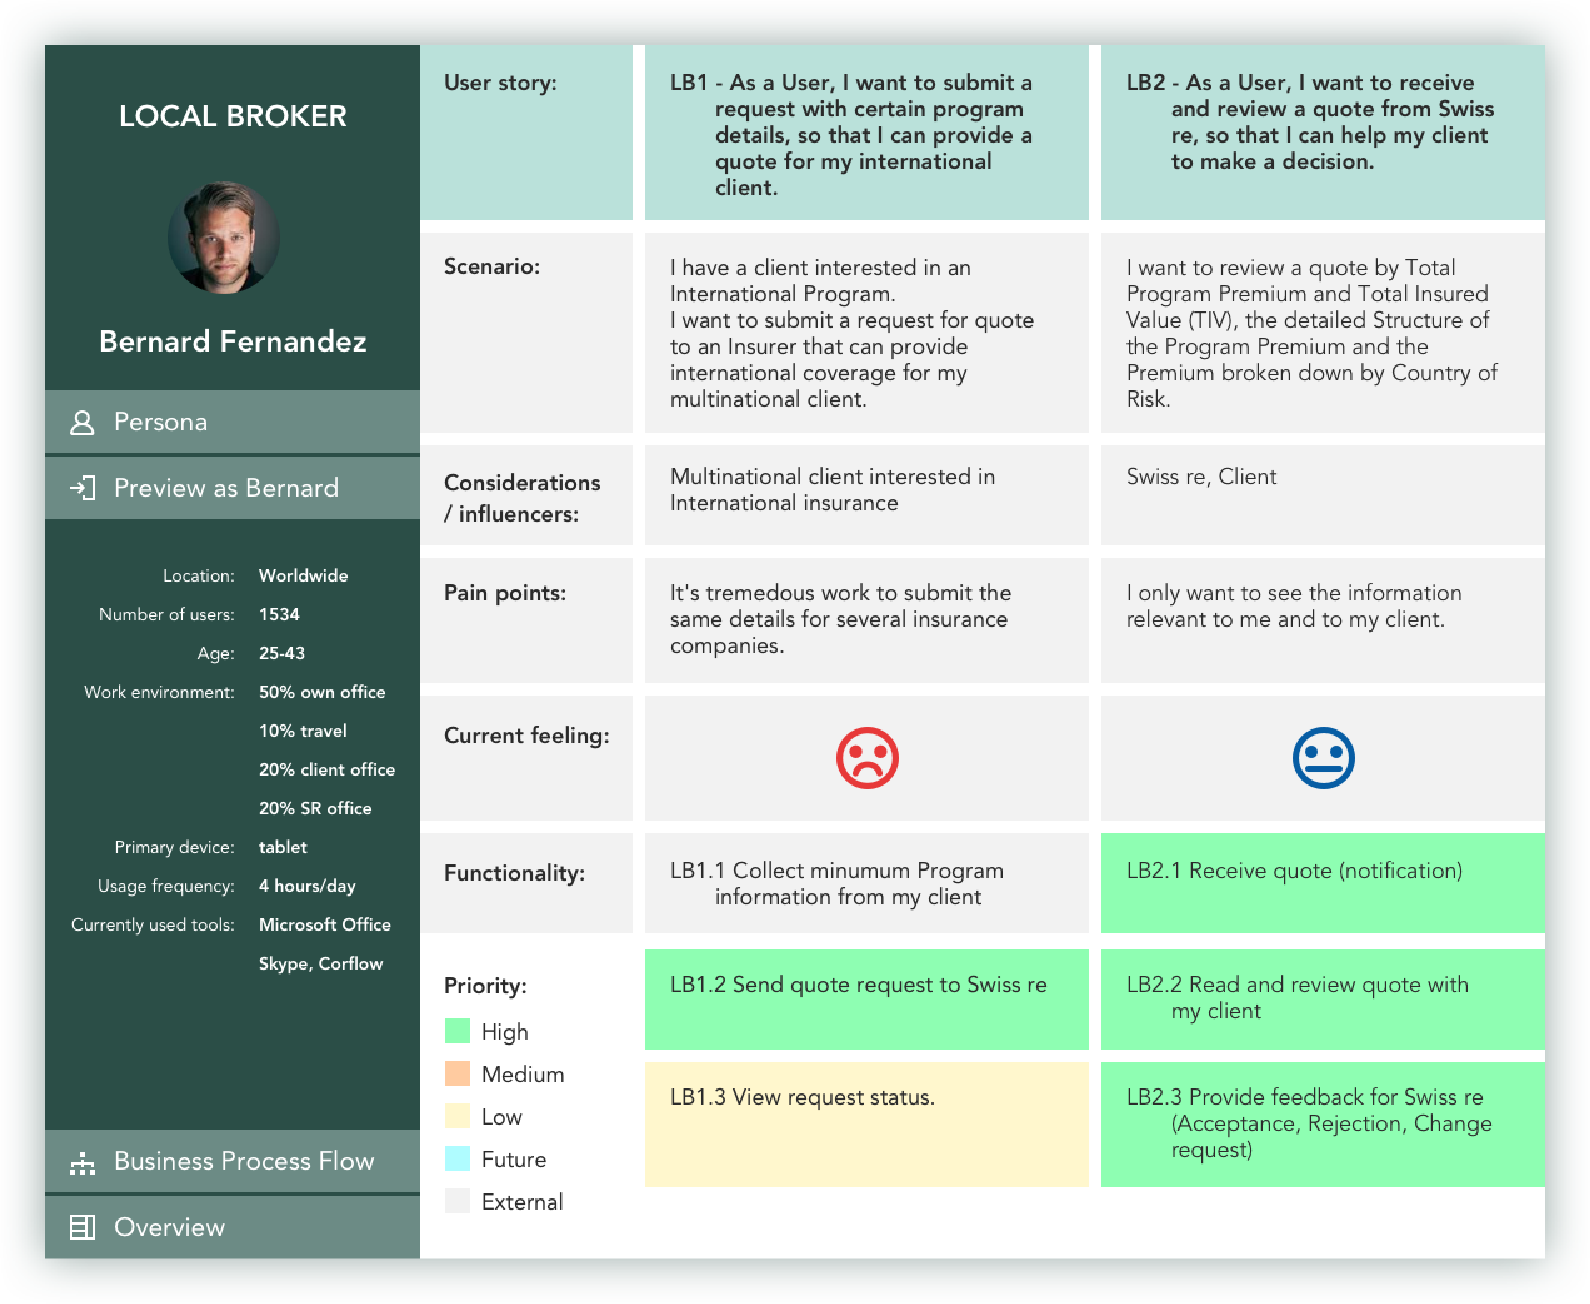 LOCAL BROKER
Bernard Fernandez
Persona
Preview as Bernard
Location: Worldwide
Number of users: 1534
Age: 25-43
Work environment: 50% own office
10% travel
20% client office
20% SR office
Primary device: tablet
Usage frequency: 4 hours/day
Currently used tools: Microsoft Office
Skype, Corflow
Business Process Flow
Overview
User story:
LB1 - As a User, I want to submit a
request with certain program
details, so that I can provide a
quote for my international
client.
LB2 - As a User, I want to receive
and review a quote from Swiss
re, so that I can help my client
to make a decision.
Scenario:
I have a client interested in an
International Program.
I want to submit a request for quote
to an Insurer that can provide
international coverage for my
multinational client.
I want to review a quote by Total
Program Premium and Total Insured
Value (TIV), the detailed Structure of
the Program Premium and the
Premium broken down by Country of
Risk.
Considerations
/ influencers:
Multinational client interested in
International insurance
Swiss re, Client
Pain points:
It's tremedous work to submit the
same details for several insurance
companies.
I only want to see the information
relevant to me and to my client.
Current feeling:
Functionality:
LB1.1 Collect minumum Program
information from my client
LB2.1 Receive quote (notification)
LB1.2 Send quote request to Swiss re
LB2.2 Read and review quote with
my client
LB1.3 View request status.
LB2.3 Provide feedback for Swiss re
(Acceptance, Rejection, Change
request)
Priority:
High
Medium
Low
Future
External